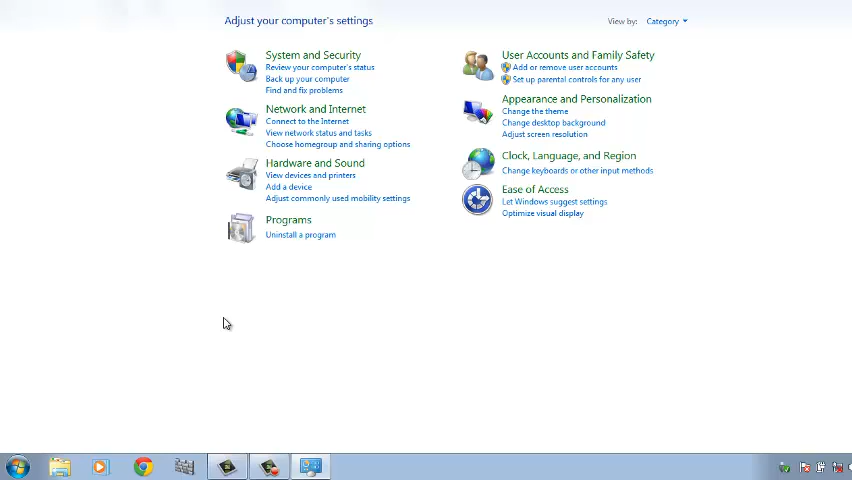 Adjust your computer's settings
View by: Category
System and Security
Review your computer's status
Back up your computer
Find and fix problems
Network and Internet
Connect to the Internet
View network status and tasks
Choose homegroup and sharing options
Hardware and Sound
View devices and printers
Add a device
Adjust commonly used mobility settings
Programs
Uninstall a program
User Accounts and Family Safety
Add or remove user accounts
Set up parental controls for any user
Appearance and Personalization
Change the theme
Change desktop background
Adjust screen resolution
Clock, Language, and Region
Change keyboards or other input methods
Ease of Access
Let Windows suggest settings
Optimize visual display